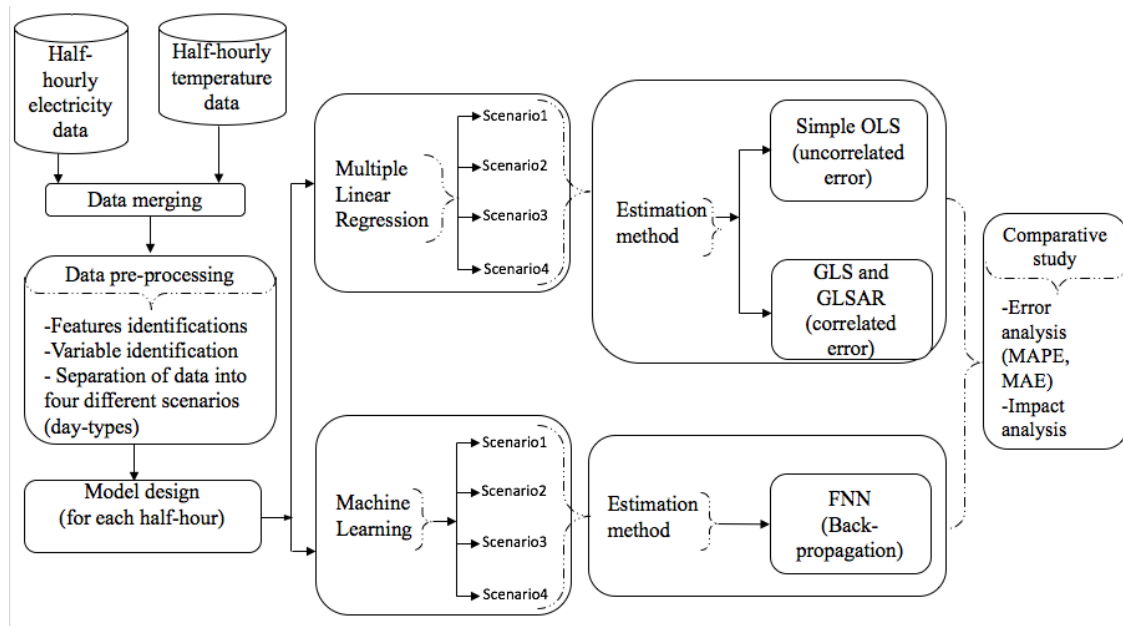 Half-
hourly
electricity
data
Half-hourly
temperature
data
Data merging
Data pre-processing
-Features identifications
-Variable identification
- Separation of data into
four different scenarios
(day-types)
Model design
(for each half-hour)
Multiple
Linear
Regression
Scenario1
Scenario2
Scenario3
Scenario4
Estimation
method
Simple OLS
(uncorrelated
error)
GLS and
GLSAR
(correlated
error)
Machine
Learning
Scenario1
Scenario2
Scenario3
Scenario4
Estimation
method
FNN
(Back-
propagation)
Comparative
study
-Error
analysis
(MAPE,
MAE)
-Impact
analysis